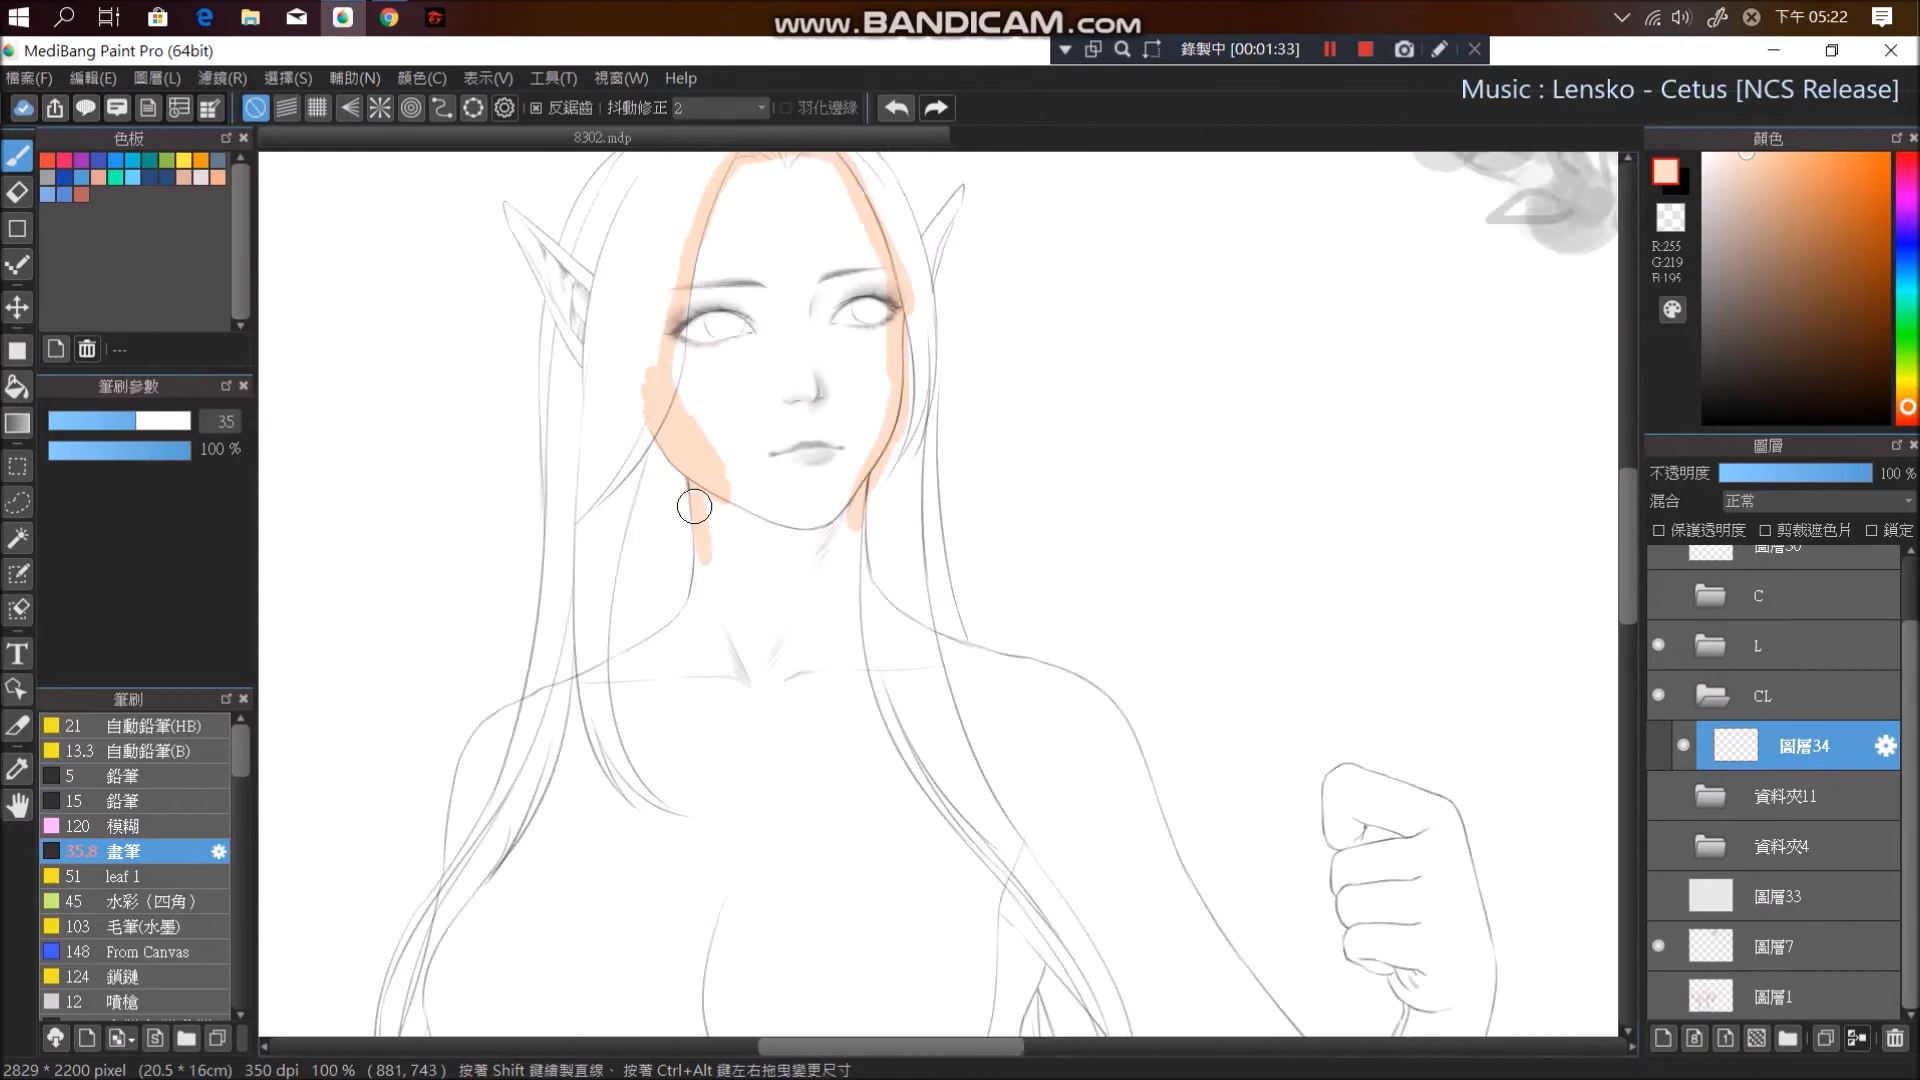 WWW.BANDICAM.COM
下午 05:22
MediBang Paint Pro (64bit)
錄製中 [00:01:33]
檔案(F) 編輯(E) 圖層(L) 濾鏡(R) 選擇(S) 輔助(N) 顏色(C) 表示(V) 工具(T) 視窗(W) Help
Music : Lensko - Cetus [NCS Release]
反鋸齒 抖動修正 2 羽化邊緣
色板
8302.mdp
顏色
R:255
G:219
B:195
---
筆刷參數
35
100 %
圖層
不透明度 100 %
混合 正常
保護透明度 剪裁遮色片 鎖定
C
L
CL
圖層34
資料夾11
資料夾4
圖層33
圖層7
圖層1
筆刷
21 自動鉛筆(HB)
13.3 自動鉛筆(B)
5 鉛筆
15 鉛筆
120 模糊
35.8 畫筆
51 leaf 1
45 水彩（四角）
103 毛筆(水墨)
148 From Canvas
124 鎖鏈
12 噴槍
2829 * 2200 pixel (20.5 * 16cm) 350 dpi 100 % ( 881, 743 ) 按著 Shift 鍵繪製直線、 按著 Ctrl+Alt 鍵左右拖曳變更尺寸